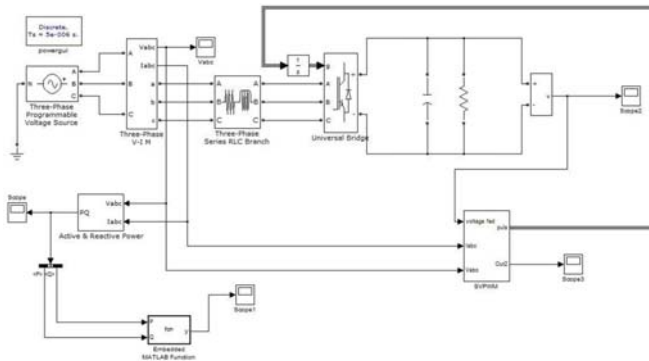 Discrete,
Ts = 5e-006 s.
powergui
N
A
B
C
Three-Phase
Programmable
Voltage Source
A
B
C
Vabc
Iabc
a
b
c
Three-Phase
V-I M
Vabc
A
B
C
A
B
C
Three-Phase
Series RLC Branch
g
A
B
C
+
-
Universal Bridge
+
-
v
Scope2
Scope
PQ
Vabc
Iabc
Active & Reactive Power
voltage fed
Iabc
Vabc
puls
Out2
SVPWM
Scope3
<P>
<Q>
P
Q
fcn
y
Embedded
MATLAB Function
Scope1